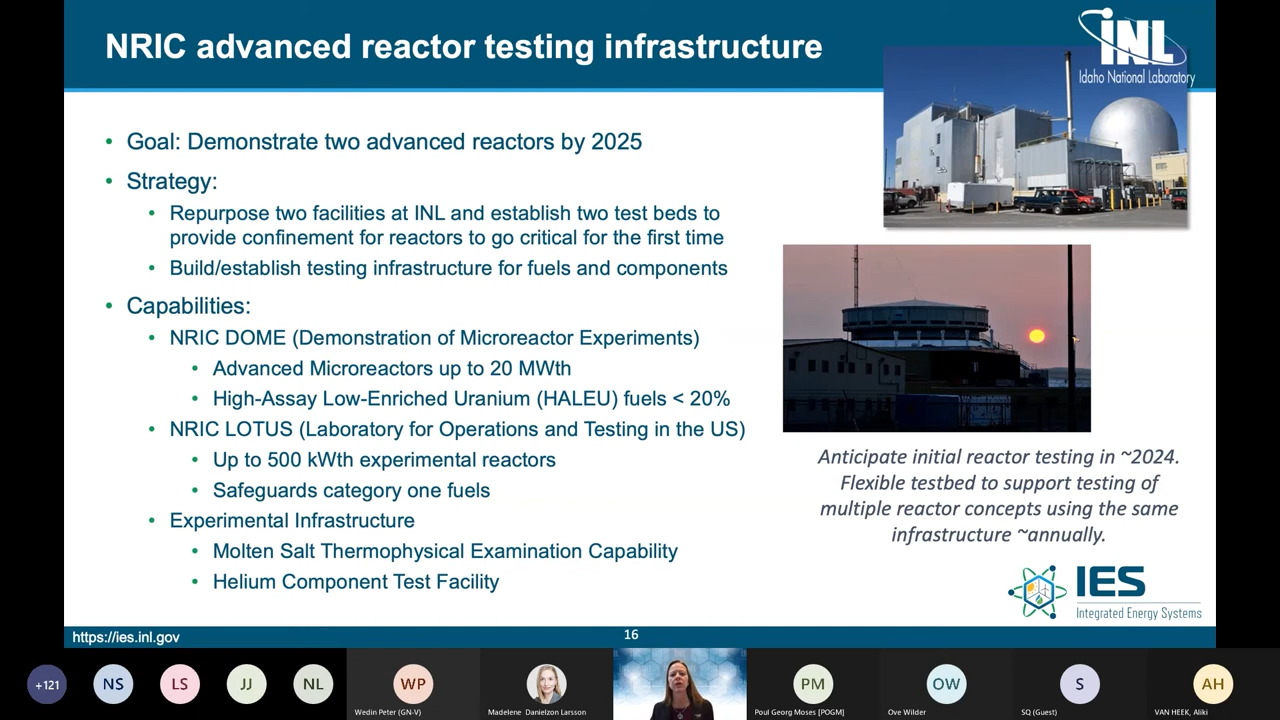 NRIC advanced reactor testing infrastructure
INL
Idaho National Laboratory
• Goal: Demonstrate two advanced reactors by 2025
• Strategy:
• Repurpose two facilities at INL and establish two test beds to
provide confinement for reactors to go critical for the first time
• Build/establish testing infrastructure for fuels and components
• Capabilities:
• NRIC DOME (Demonstration of Microreactor Experiments)
• Advanced Microreactors up to 20 MWth
• High-Assay Low-Enriched Uranium (HALEU) fuels < 20%
• NRIC LOTUS (Laboratory for Operations and Testing in the US)
• Up to 500 kWth experimental reactors
• Safeguards category one fuels
• Experimental Infrastructure
• Molten Salt Thermophysical Examination Capability
• Helium Component Test Facility
Anticipate initial reactor testing in ~2024.
Flexible testbed to support testing of
multiple reactor concepts using the same
infrastructure ~annually.
IES
Integrated Energy Systems
https://ies.inl.gov
16
+121
NS
LS
JJ
NL
WP
Wedin Peter (GN-V)
Madelene Danielzon Larsson
PM
Poul Georg Moses [POGM]
OW
Ove Wilder
S
SQ (Guest)
AH
VAN HEEK, Aliki